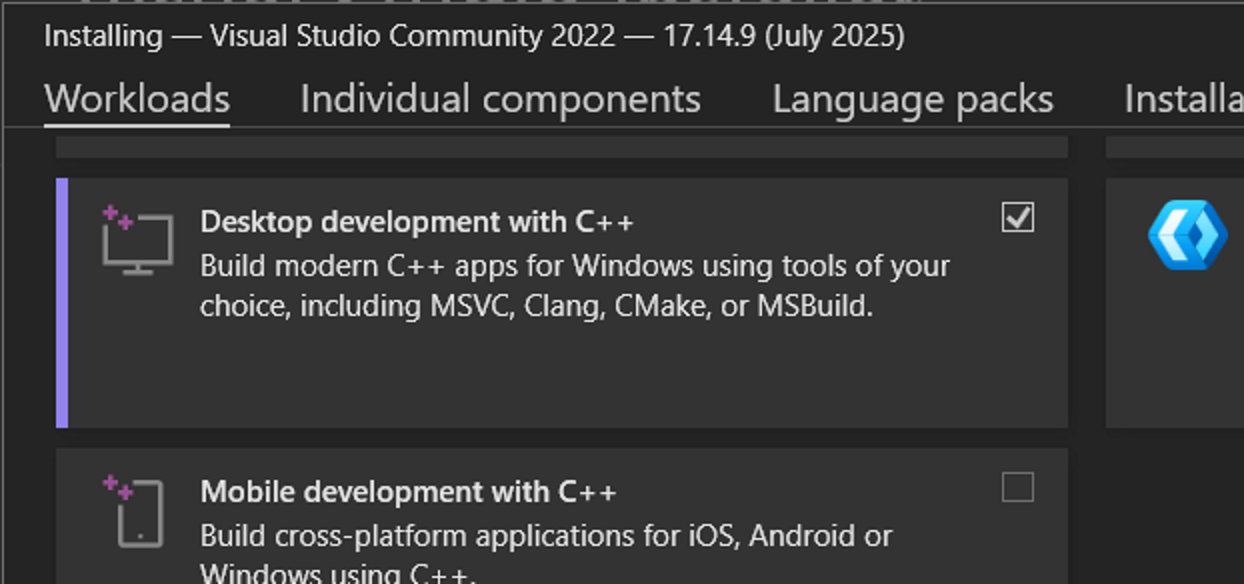 Installing — Visual Studio Community 2022 — 17.14.9 (July 2025)
Workloads Individual components Language packs Installa
Desktop development with C++
Build modern C++ apps for Windows using tools of your
choice, including MSVC, Clang, CMake, or MSBuild.
Mobile development with C++
Build cross-platform applications for iOS, Android or
Windows using C++.